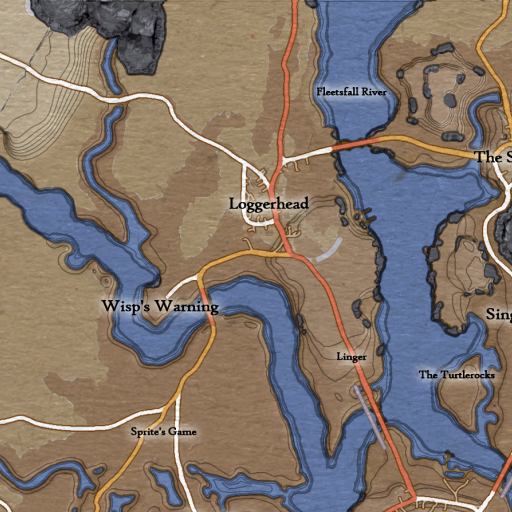 Fleetsfall River
The S
Loggerhead
Wisp's Warning
Sing
Linger
The Turtlerocks
Sprite's Game